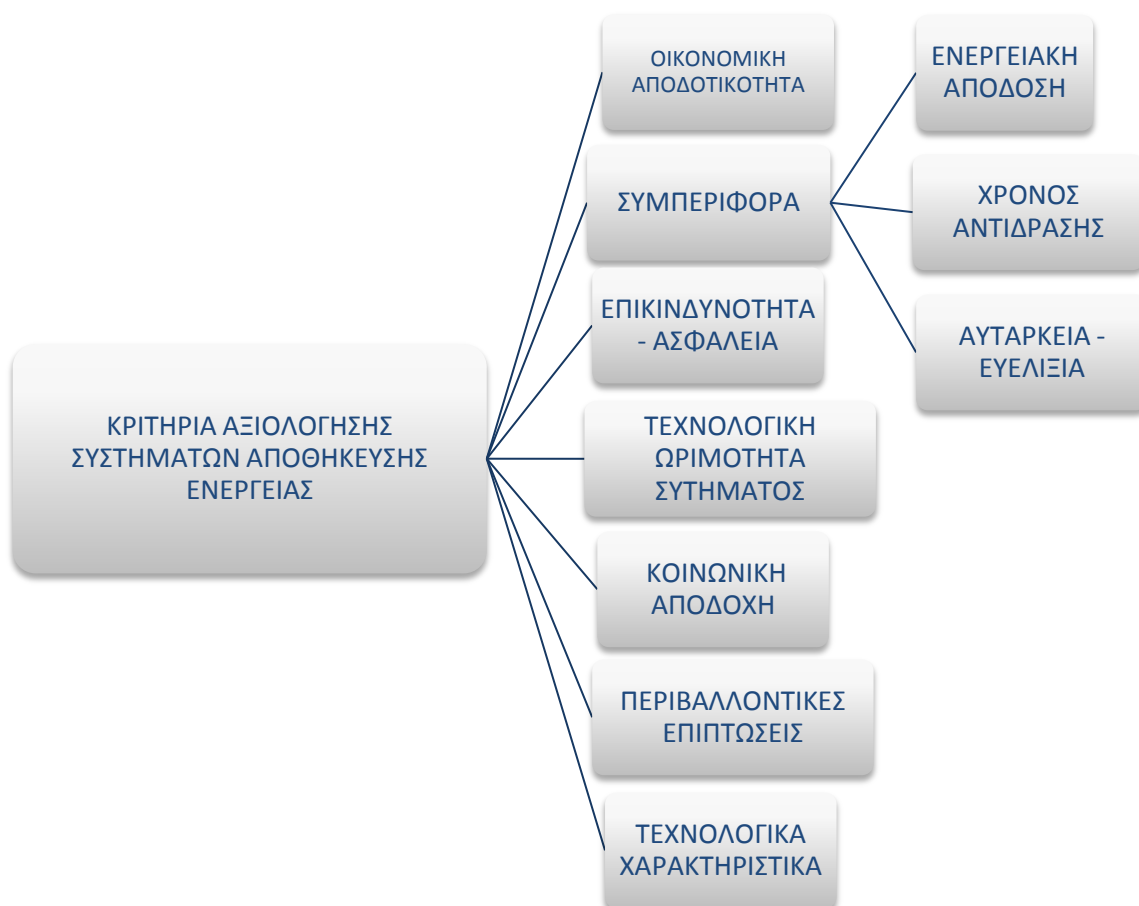 ΚΡΙΤΗΡΙΑ ΑΞΙΟΛΟΓΗΣΗΣ
ΣΥΣΤΗΜΑΤΩΝ ΑΠΟΘΗΚΕΥΣΗΣ
ΕΝΕΡΓΕΙΑΣ
ΟΙΚΟΝΟΜΙΚΗ
ΑΠΟΔΟΤΙΚΟΤΗΤΑ
ΣΥΜΠΕΡΙΦΟΡΑ
ΕΝΕΡΓΕΙΑΚΗ
ΑΠΟΔΟΣΗ
ΧΡΟΝΟΣ
ΑΝΤΙΔΡΑΣΗΣ
ΑΥΤΑΡΚΕΙΑ -
ΕΥΕΛΙΞΙΑ
ΕΠΙΚΙΝΔΥΝΟΤΗΤΑ
- ΑΣΦΑΛΕΙΑ
ΤΕΧΝΟΛΟΓΙΚΗ
ΩΡΙΜΟΤΗΤΑ
ΣΥΤΗΜΑΤΟΣ
ΚΟΙΝΩΝΙΚΗ
ΑΠΟΔΟΧΗ
ΠΕΡΙΒΑΛΛΟΝΤΙΚΕΣ
ΕΠΙΠΤΩΣΕΙΣ
ΤΕΧΝΟΛΟΓΙΚΑ
ΧΑΡΑΚΤΗΡΙΣΤΙΚΑ